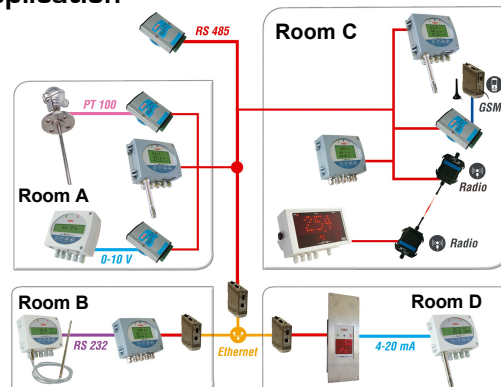 RS 485
Room C
GSM
PT 100
Radio
Room A
Radio
0-10 V
Room B
Room D
RS 232
Ethernet
4-20 mA